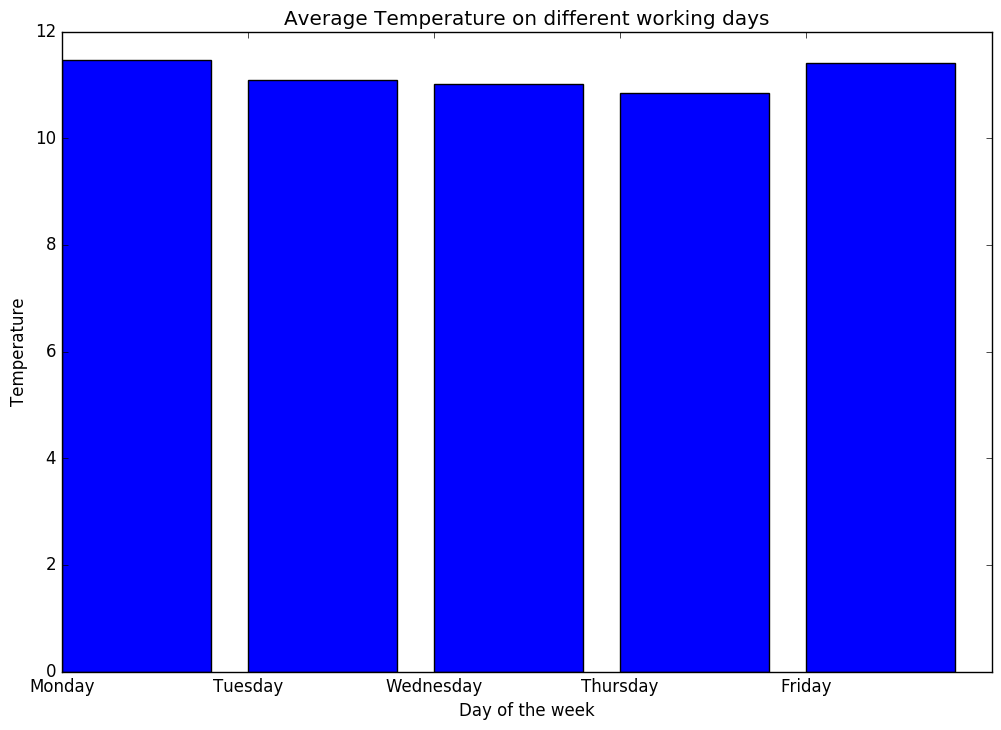 Average Temperature on different working days
12
10
8
6
4
2
0
Temperature
Monday Tuesday Wednesday Thursday Friday
Day of the week